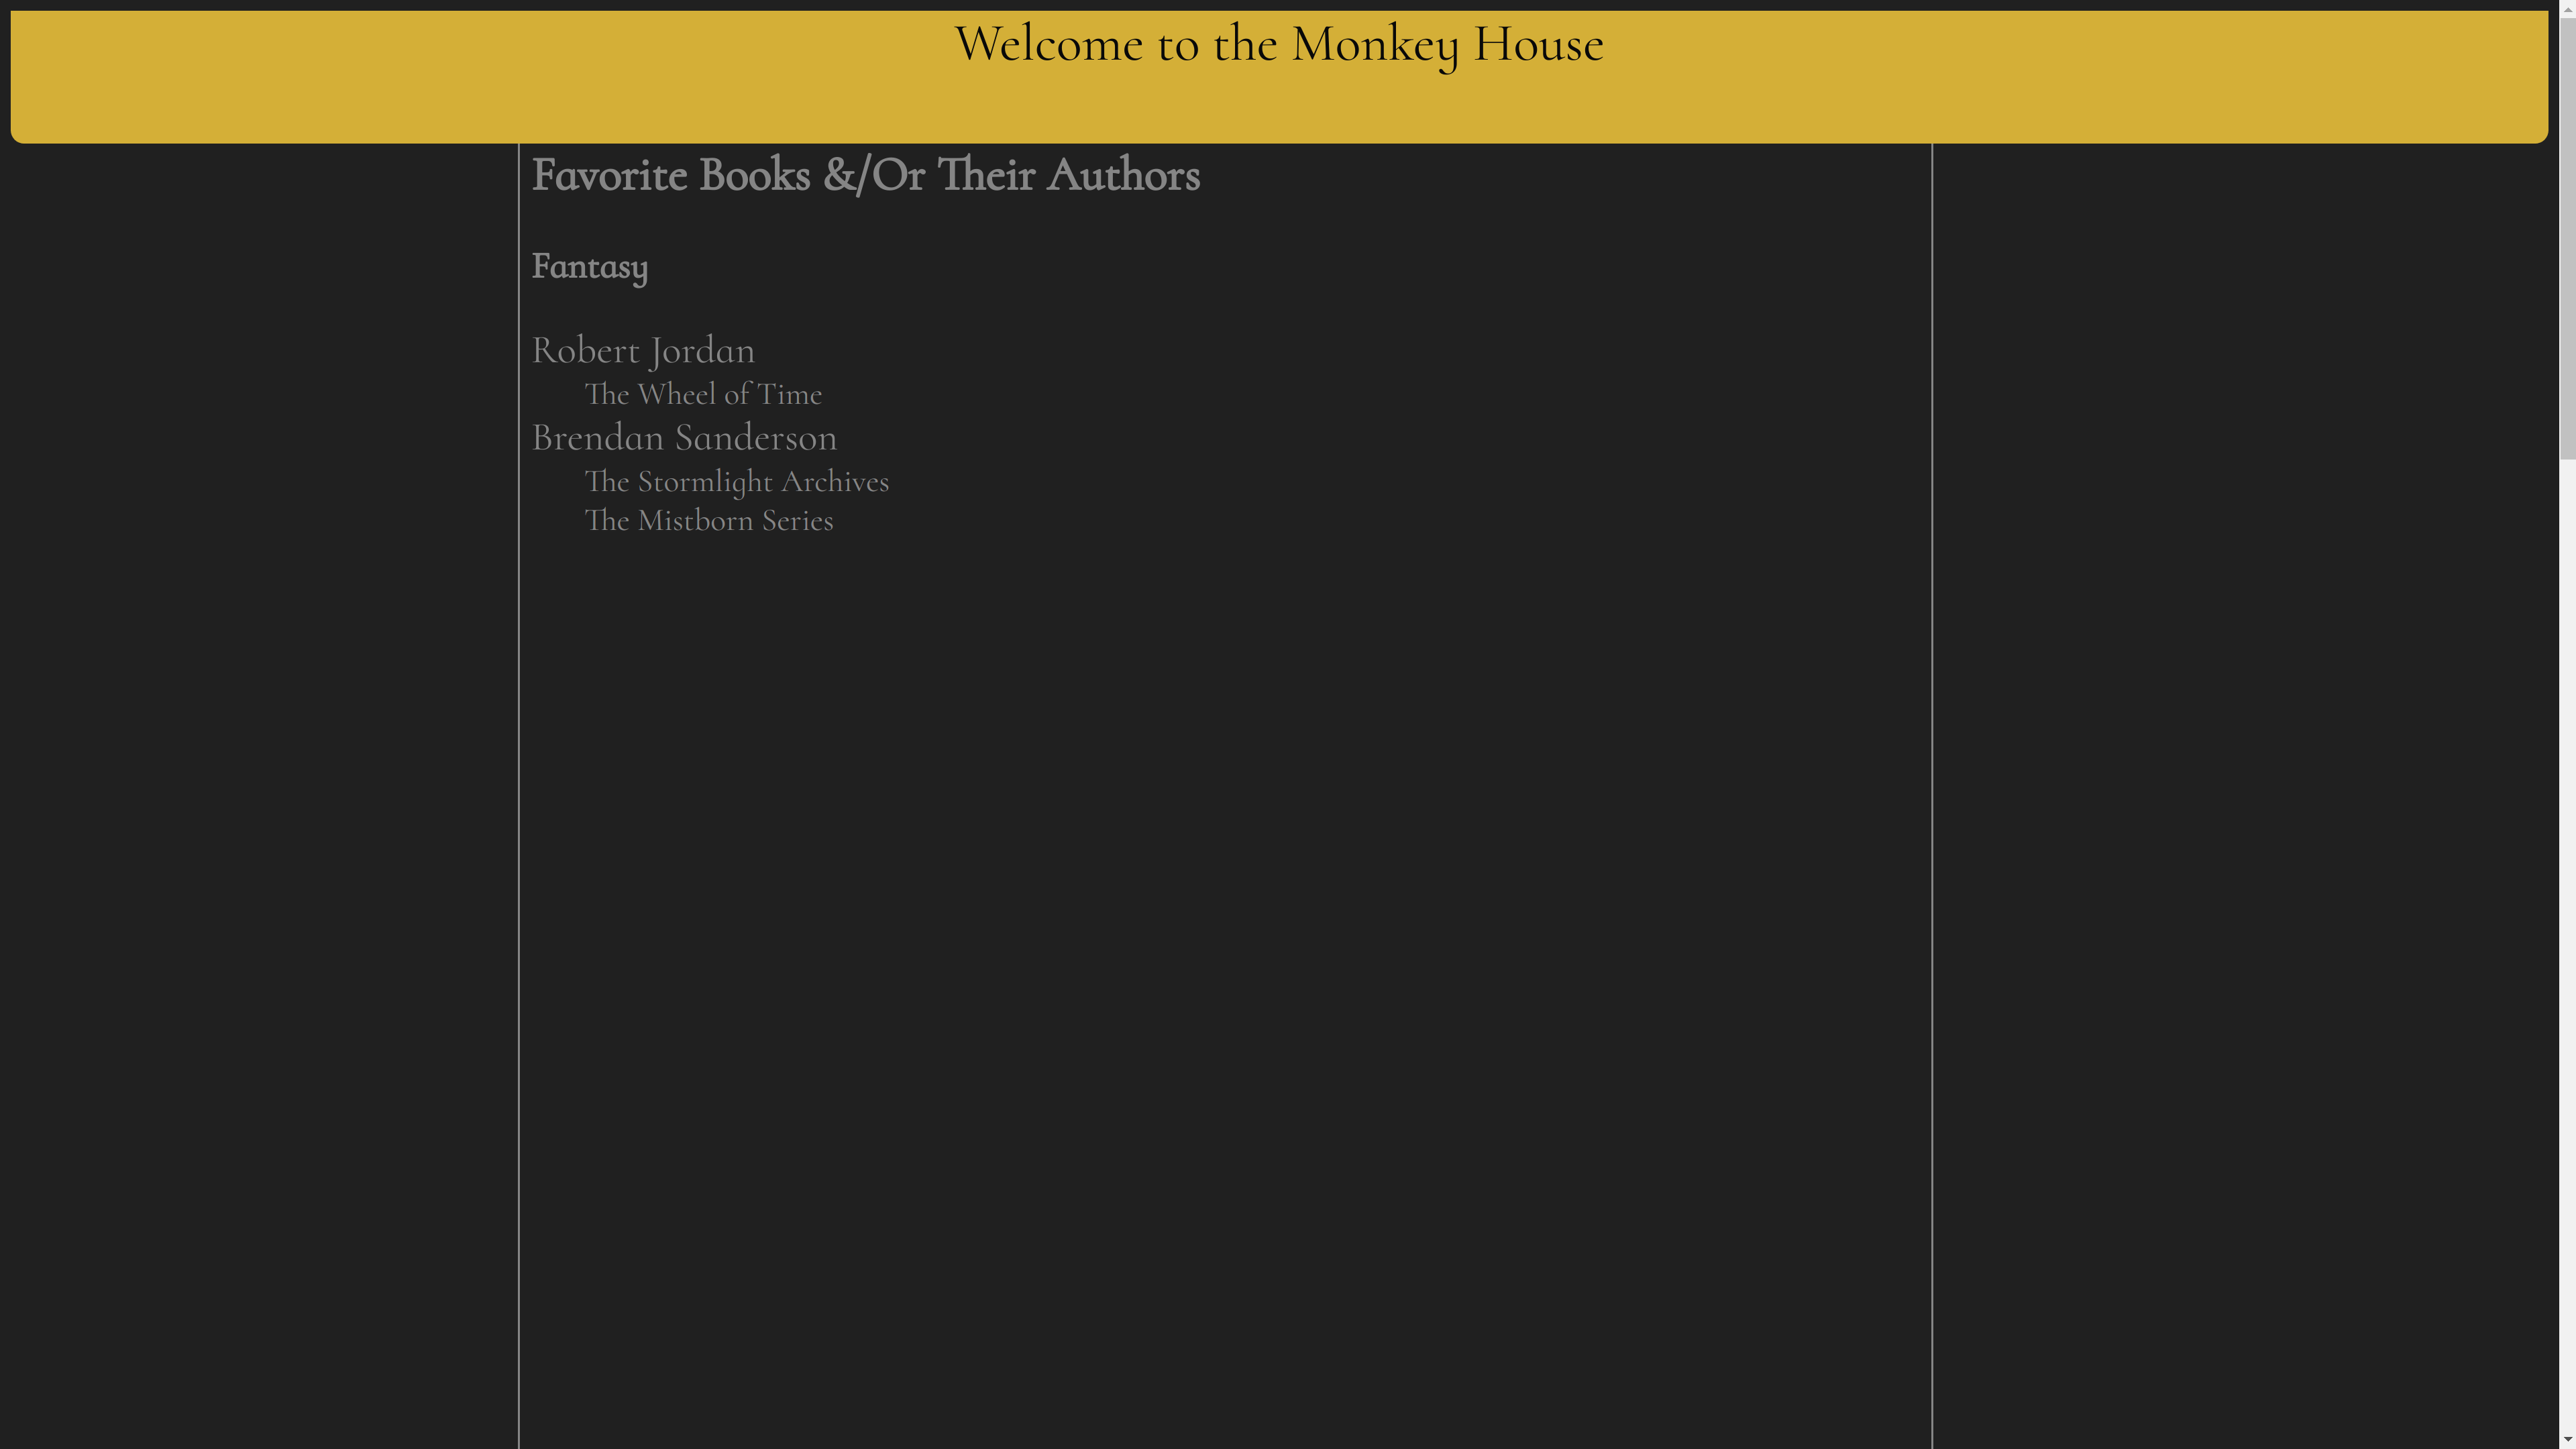 Welcome to the Monkey House
Favorite Books &/Or Their Authors
Fantasy
Robert Jordan
The Wheel of Time
Brendan Sanderson
The Stormlight Archives
The Mistborn Series